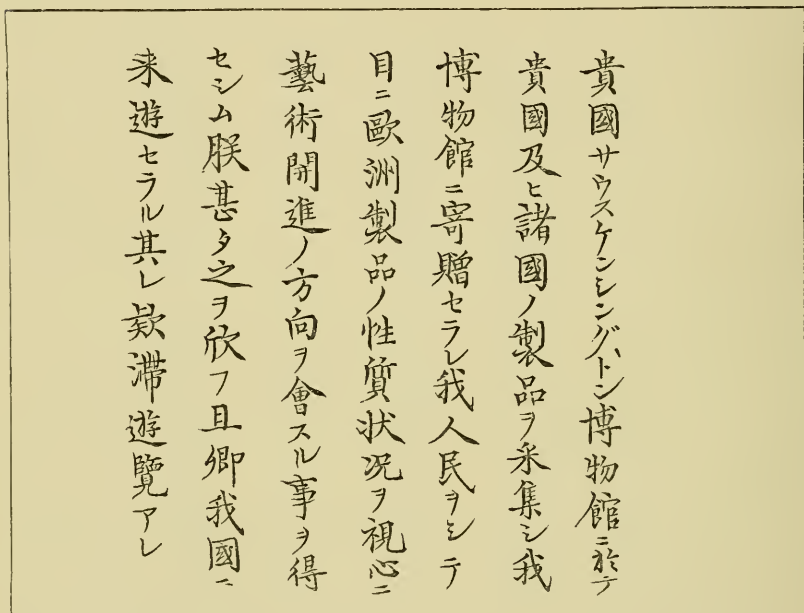 貴國サウスケンシングハトン博物館ニ於テ
貴國及ヒ諸國ノ製品ヲ采集シ我
博物館ニ寄贈セラレ我人民ヲシテ
目ニ歐洲製品ノ性質状况ヲ視心ニ
藝術開進ノ方向ヲ會スル事ヲ得
セシム朕甚タ之ヲ欣フ且卿我國ニ
来遊セラル其レ欵滞遊覽アレ